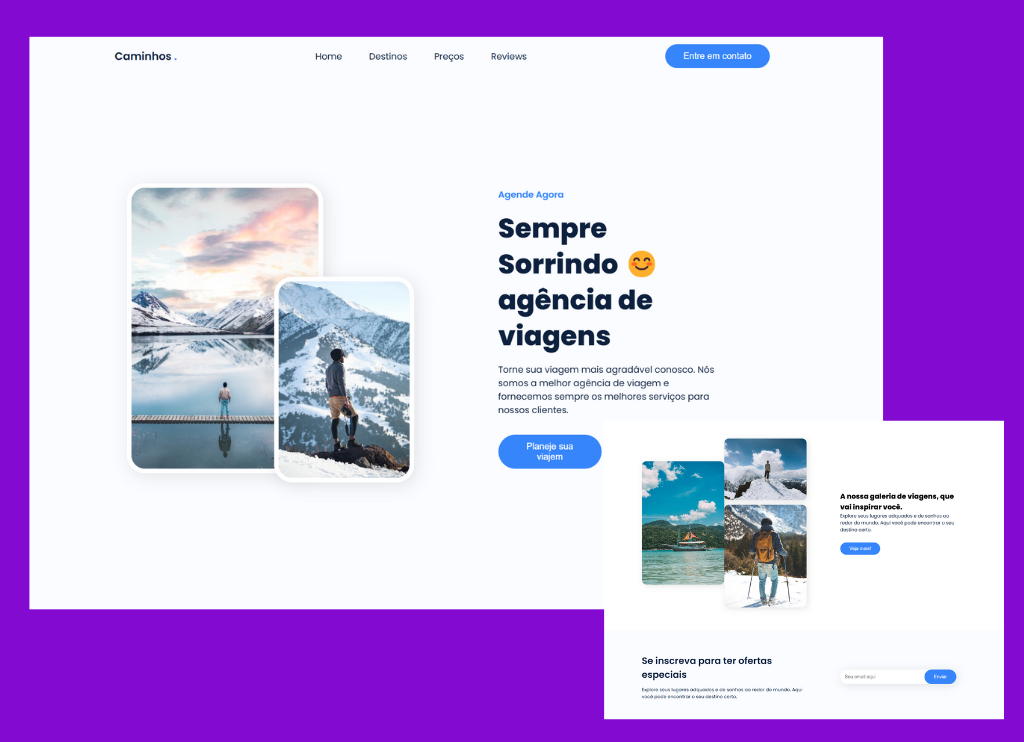 Caminhos .
Home
Destinos
Preços
Reviews
Entre em contato
Agende Agora
Sempre
Sorrindo 😊
agência de
viagens
Torne sua viagem mais agradável conosco. Nós
somos a melhor agência de viagem e
fornecemos sempre os melhores serviços para
nossos clientes.
Planeje sua
viajem
A nossa galeria de viagens, que
vai inspirar você.
Explore seus lugares adquados e de sonhos ao
redor do mundo. Aqui você pode encontrar o seu
destino certo.
Veja mais!
Se inscreva para ter ofertas
especiais
Explore seus lugares adquados e de sonhos ao redor do mundo. Aqui
você pode encontrar o seu destino certo.
Seu email aqui
Enviar